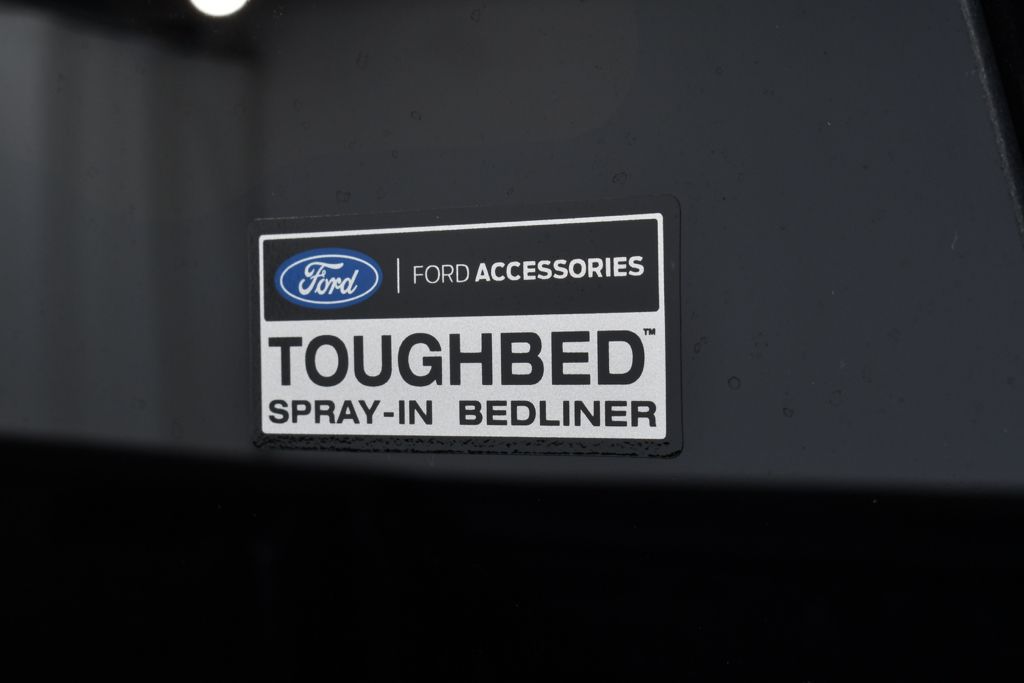 Ford | FORD ACCESSORIES
TOUGHBED™
SPRAY-IN BEDLINER